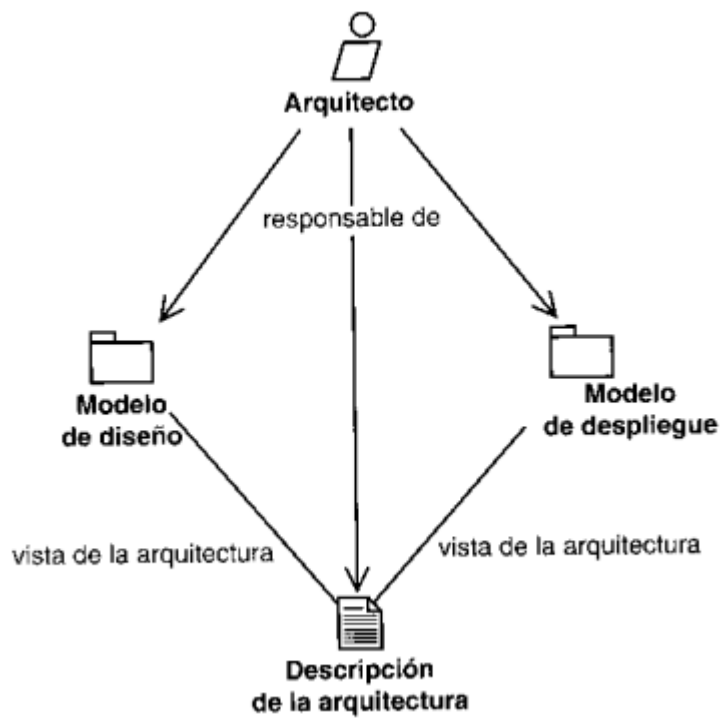 Arquitecto
responsable de
Modelo
de diseño
Modelo
de despliegue
vista de la arquitectura
vista de la arquitectura
Descripción
de la arquitectura